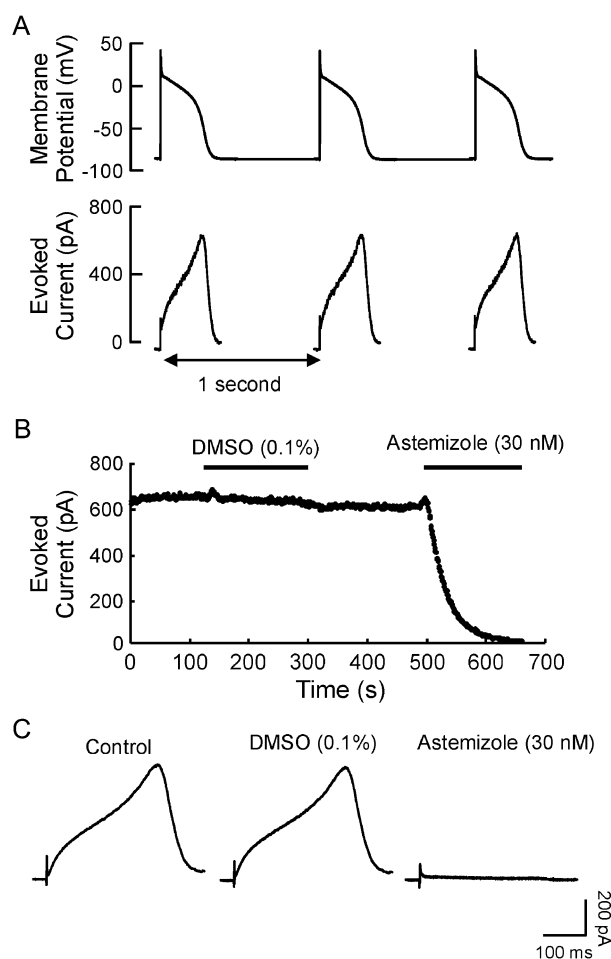 A
Membrane
Potential (mV)
50
0
-50
-100
Evoked
Current (pA)
800
400
0
1 second
B
DMSO (0.1%)
Astemizole (30 nM)
Evoked
Current (pA)
800
600
400
200
0
0 100 200 300 400 500 600 700
Time (s)
C
Control
DMSO (0.1%)
Astemizole (30 nM)
200 pA
100 ms